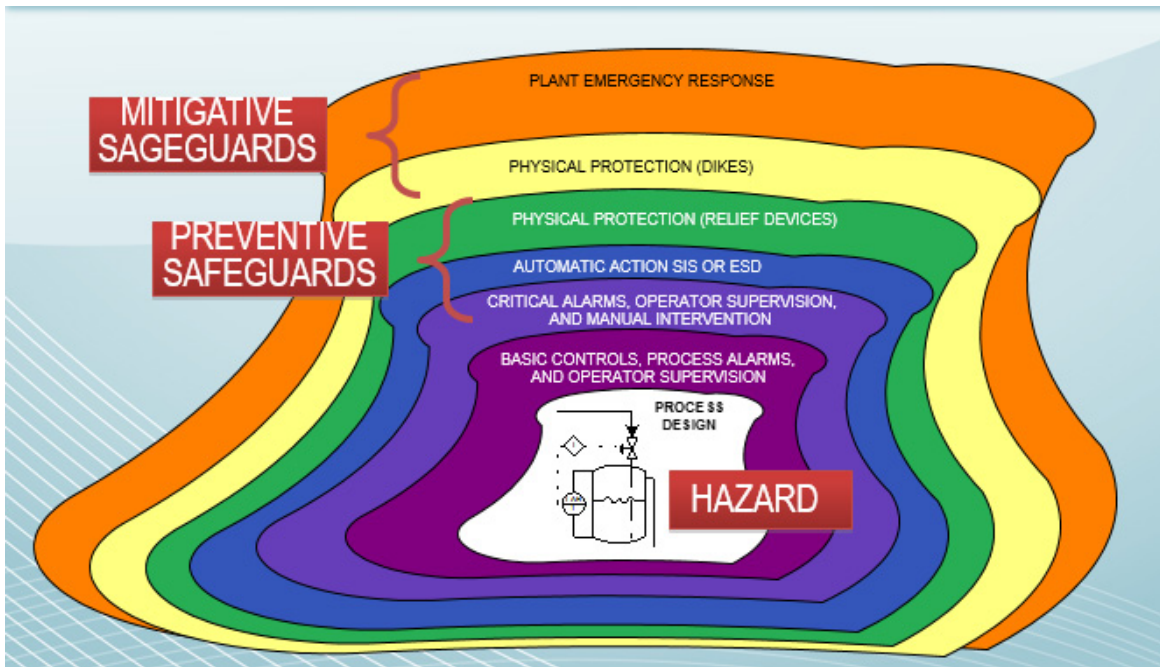 PLANT EMERGENCY RESPONSE
MITIGATIVE
SAGEGUARDS
PHYSICAL PROTECTION (DIKES)
PHYSICAL PROTECTION (RELIEF DEVICES)
PREVENTIVE
SAFEGUARDS
AUTOMATIC ACTION SIS OR ESD
CRITICAL ALARMS, OPERATOR SUPERVISION,
AND MANUAL INTERVENTION
BASIC CONTROLS, PROCESS ALARMS,
AND OPERATOR SUPERVISION
PROCESS
DESIGN
I
HAZARD